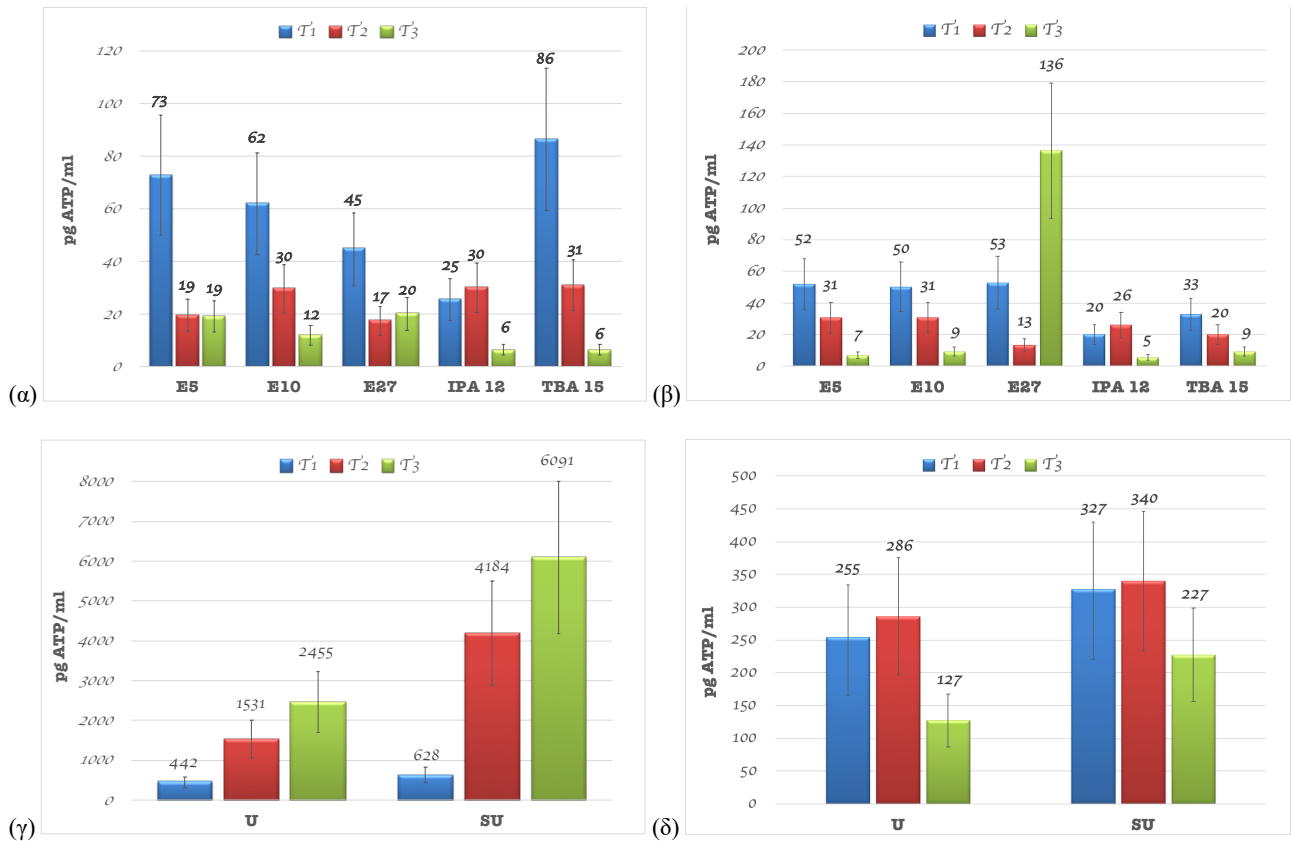 T1 T2 T3
pg ATP/ml
120
100
80
60
40
20
0
73 19 19
62 30 12
45 17 20
25 30 6
86 31 6
E5 E10 E27 IPA 12 TBA 15
(α)
T1 T2 T3
pg ATP/ml
200
180
160
140
120
100
80
60
40
20
0
52 31 7
50 31 9
53 13 136
20 26 5
33 20 9
E5 E10 E27 IPA 12 TBA 15
(β)
T1 T2 T3
pg ATP/ml
8000
7000
6000
5000
4000
3000
2000
1000
0
442 1531 2455
628 4184 6091
U SU
(γ)
T1 T2 T3
pg ATP/ml
500
450
400
350
300
250
200
150
100
50
0
255 286 127
327 340 227
U SU
(δ)